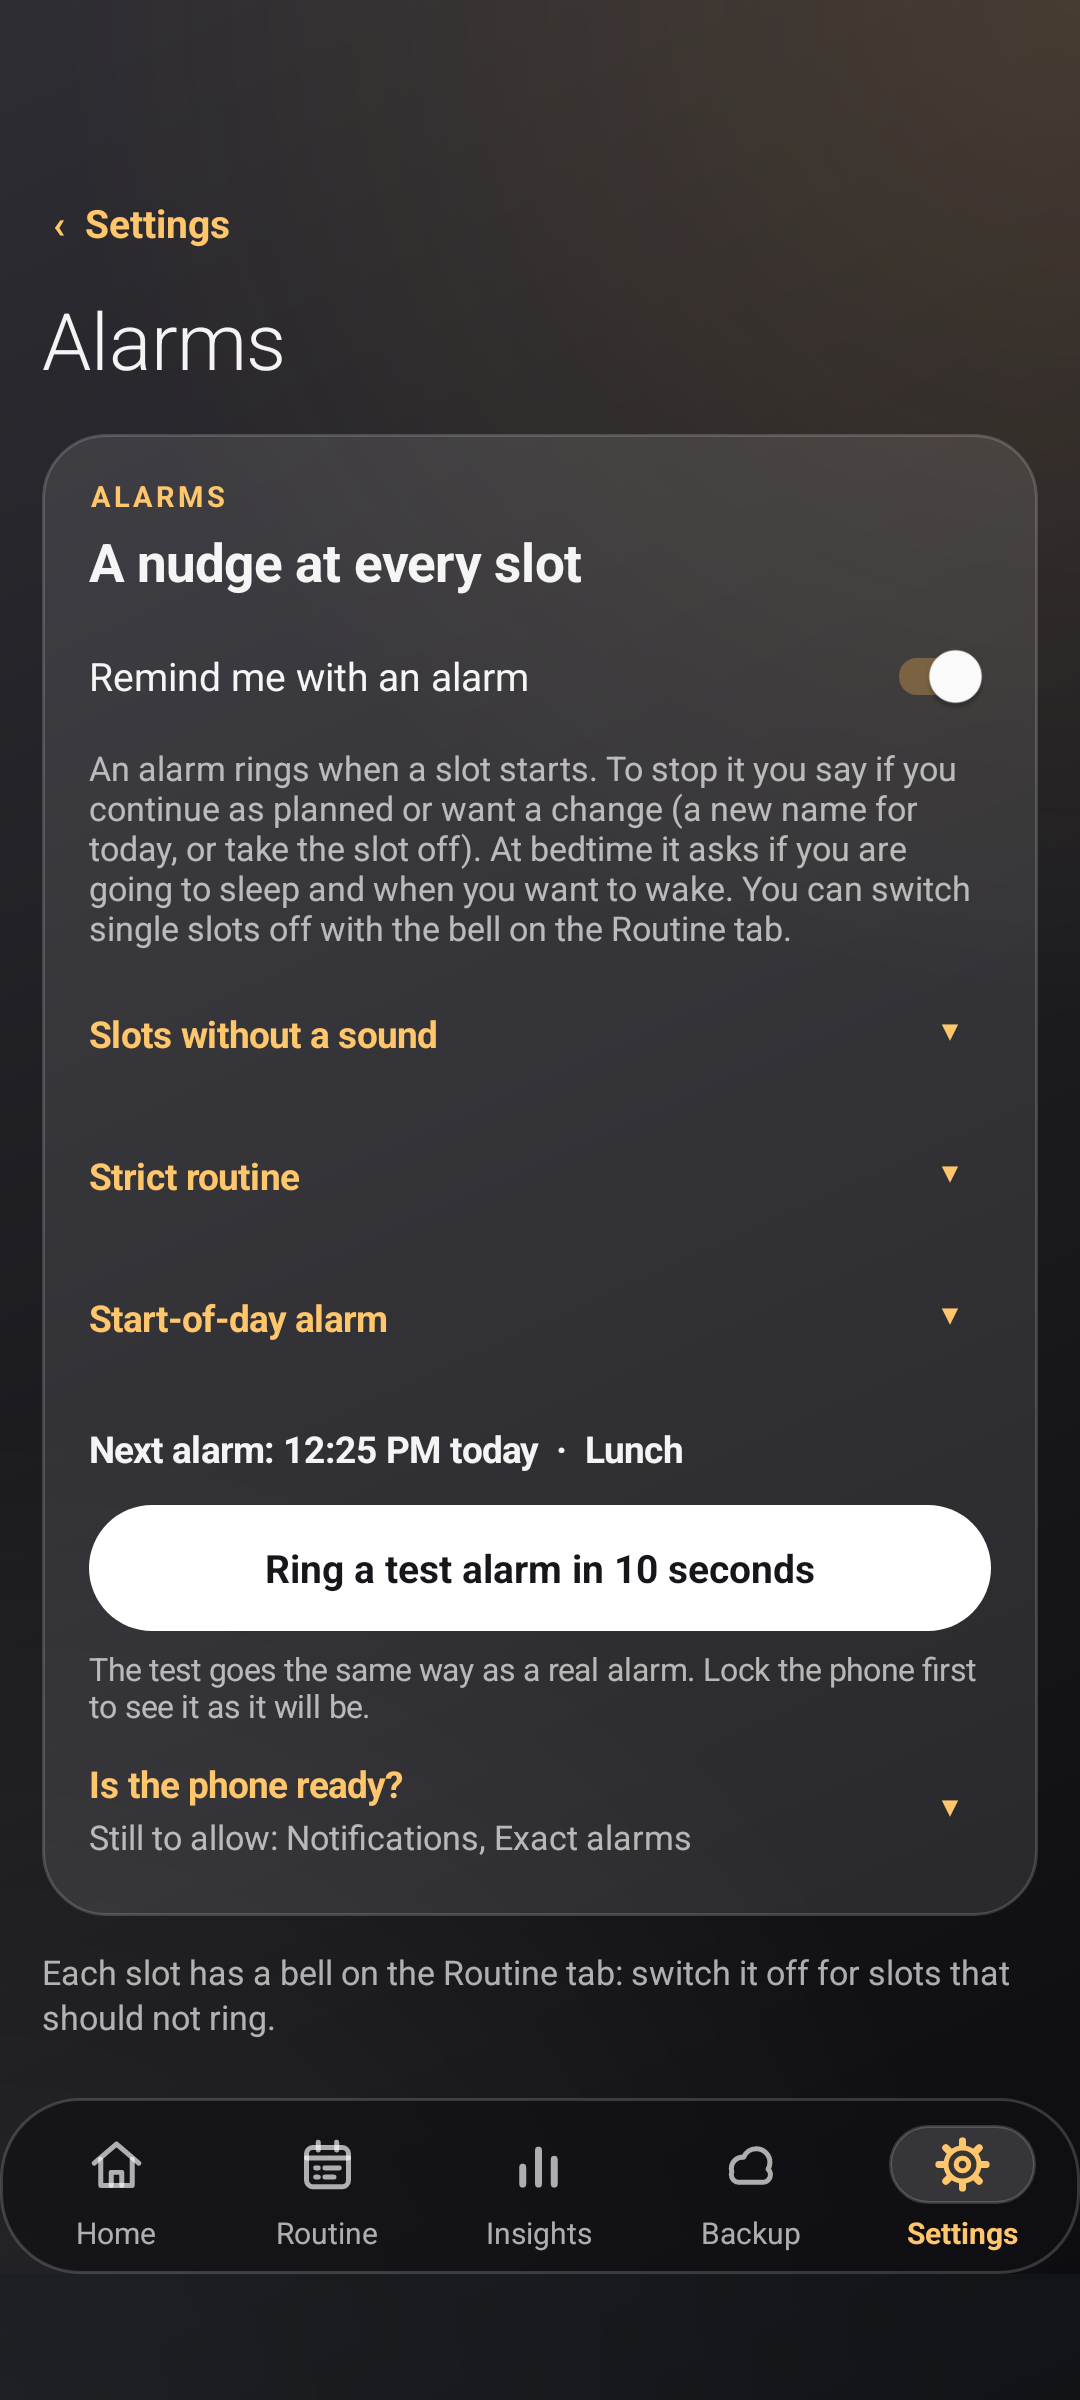 ‹ Settings
Alarms
ALARMS
A nudge at every slot
Remind me with an alarm
An alarm rings when a slot starts. To stop it you say if you
continue as planned or want a change (a new name for
today, or take the slot off). At bedtime it asks if you are
going to sleep and when you want to wake. You can switch
single slots off with the bell on the Routine tab.
Slots without a sound ▼
Strict routine ▼
Start-of-day alarm ▼
Next alarm: 12:25 PM today · Lunch
Ring a test alarm in 10 seconds
The test goes the same way as a real alarm. Lock the phone first
to see it as it will be.
Is the phone ready? ▼
Still to allow: Notifications, Exact alarms
Each slot has a bell on the Routine tab: switch it off for slots that
should not ring.
Home Routine Insights Backup Settings